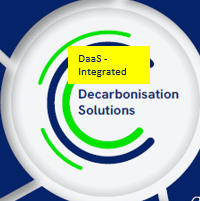 DaaS -
Integrated
Decarbonisation
Solutions